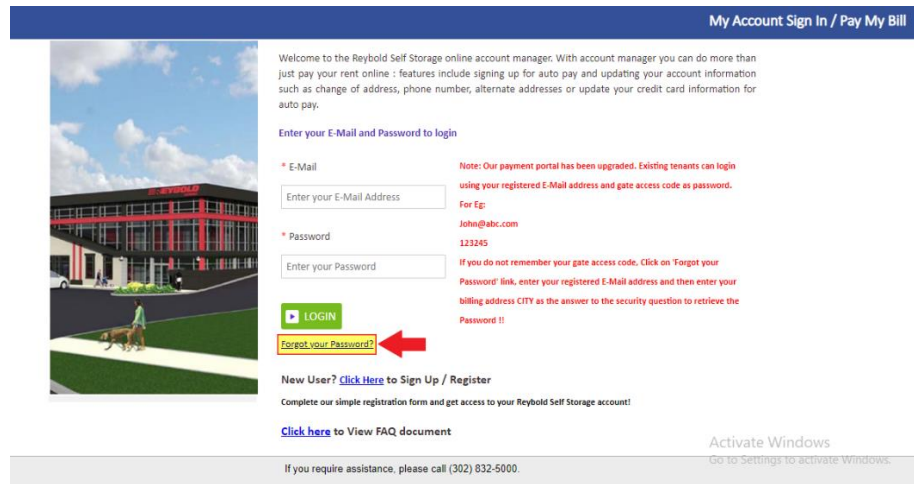 My Account Sign In / Pay My Bill
Welcome to the Reybold Self Storage online account manager. With account manager you can do more than
just pay your rent online : features include signing up for auto pay and updating your account information
such as change of address, phone number, alternate addresses or update your credit card information for
auto pay.
Enter your E-Mail and Password to login
* E-Mail
Enter your E-Mail Address
* Password
Enter your Password
LOGIN
Forgot your Password?
Note: Our payment portal has been upgraded. Existing tenants can login
using your registered E-Mail address and gate access code as password.
For Eg:
John@abc.com
123245
If you do not remember your gate access code, Click on 'Forgot your
Password' link, enter your registered E-Mail address and then enter your
billing address CITY as the answer to the security question to retrieve the
Password !!
REYBOLD
New User? Click Here to Sign Up / Register
Complete our simple registration form and get access to your Reybold Self Storage account!
Click here to View FAQ document
Activate Windows
Go to Settings to activate Windows.
If you require assistance, please call (302) 832-5000.